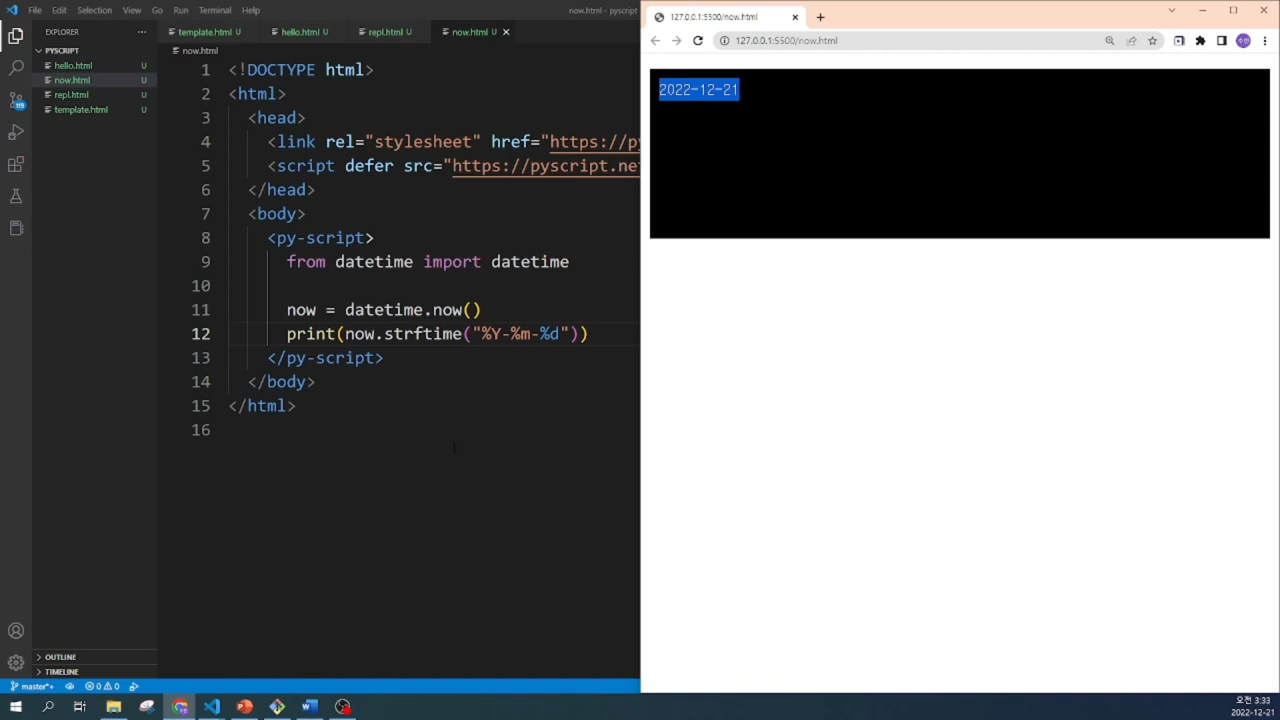 File Edit Selection View Go Run Terminal Help
now.html - pyscript
EXPLORER
PYSCRIPT
hello.html U
now.html U
repl.html U
template.html U
OUTLINE
TIMELINE
119
template.html U
hello.html U
repl.html U
now.html U
now.html
1 <!DOCTYPE html>
2 <html>
3 <head>
4 <link rel="stylesheet" href="https://py
5 <script defer src="https://pyscript.ne
6 </head>
7 <body>
8 <py-script>
9 from datetime import datetime
10
11 now = datetime.now()
12 print(now.strftime("%Y-%m-%d"))
13 </py-script>
14 </body>
15 </html>
16
master*+ 0 0
127.0.0.1:5500/now.html
127.0.0.1:5500/now.html
2022-12-21
오전 3:33
2022-12-21